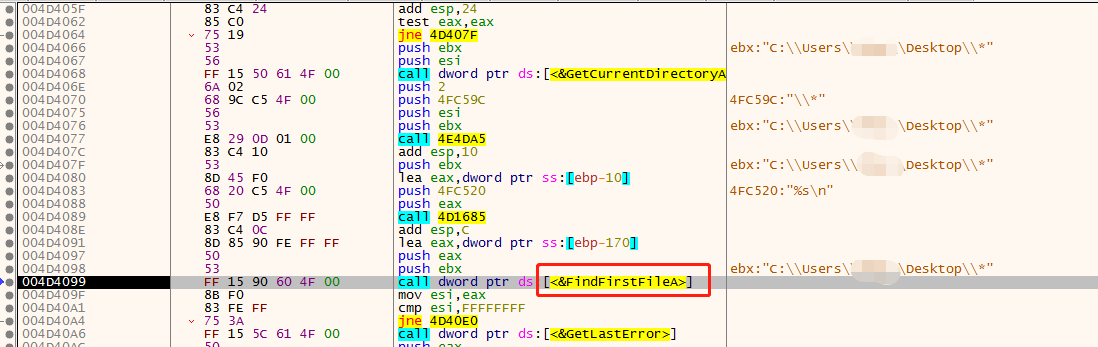 004D405F 83 C4 24 add esp,24
004D4062 85 C0 test eax,eax
004D4064 75 19 jne 4D407F
004D4066 53 push ebx ebx:"C:\\Users\ \Desktop\\*"
004D4067 56 push esi
004D4068 FF 15 50 61 4F 00 call dword ptr ds:[<&GetCurrentDirectoryA
004D406E 6A 02 push 2
004D4070 68 9C C5 4F 00 push 4FC59C 4FC59C:"\\*"
004D4075 56 push esi
004D4076 53 push ebx ebx:"C:\\Users\ \Desktop\\*"
004D4077 E8 29 0D 01 00 call 4E4DA5
004D407C 83 C4 10 add esp,10
004D407F 53 push ebx ebx:"C:\\Users\ \Desktop\\*"
004D4080 8D 45 F0 lea eax,dword ptr ss:[ebp-10]
004D4083 68 20 C5 4F 00 push 4FC520 4FC520:"%s\n"
004D4088 50 push eax
004D4089 E8 F7 D5 FF FF call 4D1685
004D408E 83 C4 0C add esp,C
004D4091 8D 85 90 FE FF FF lea eax,dword ptr ss:[ebp-170]
004D4097 50 push eax
004D4098 53 push ebx ebx:"C:\\Users\ \Desktop\\*"
004D4099 FF 15 90 60 4F 00 call dword ptr ds [<&FindFirstFileA>]
004D409F 8B F0 mov esi,eax
004D40A1 83 FE FF cmp esi,FFFFFFFF
004D40A4 75 3A jne 4D40E0
004D40A6 FF 15 5C 61 4F 00 call dword ptr ds:[<&GetLastError>]
004D40AC 50 push eax